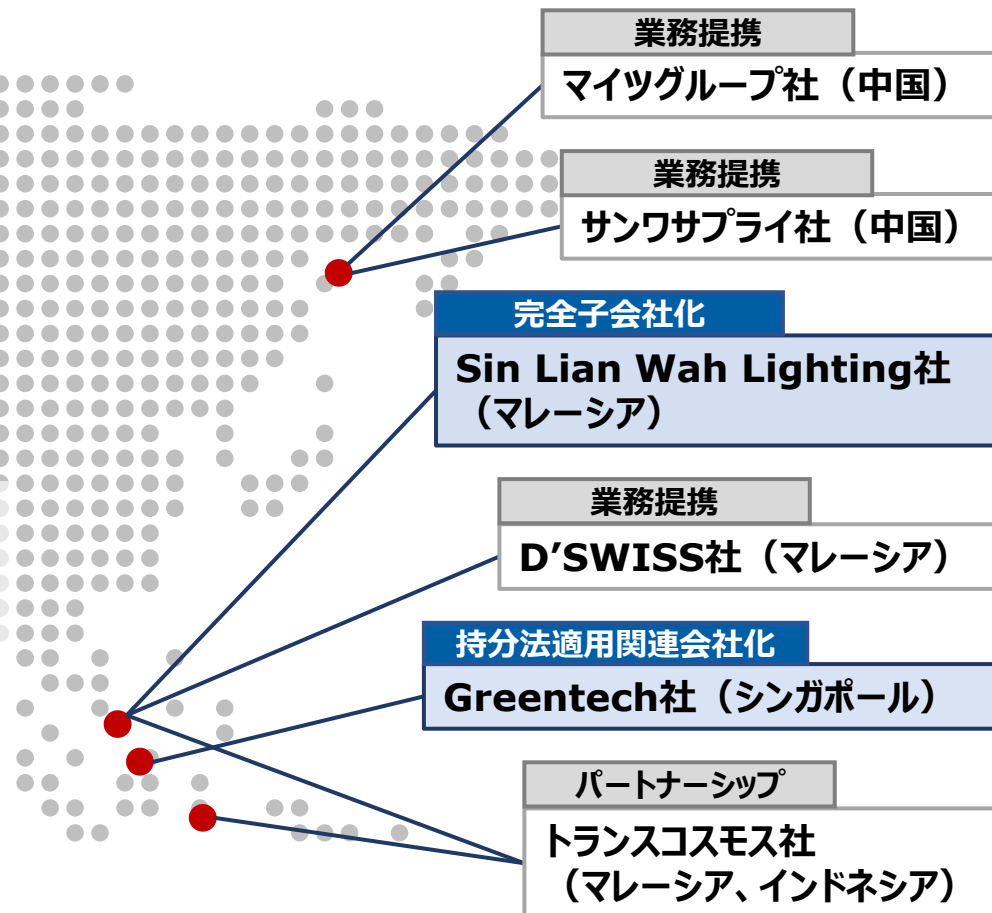 業務提携
マイツグループ社（中国）
業務提携
サンワサプライ社（中国）
完全子会社化
Sin Lian Wah Lighting社
（マレーシア）
業務提携
D’SWISS社（マレーシア）
持分法適用関連会社化
Greentech社（シンガポール）
パートナーシップ
トランスコスモス社
（マレーシア、インドネシア）